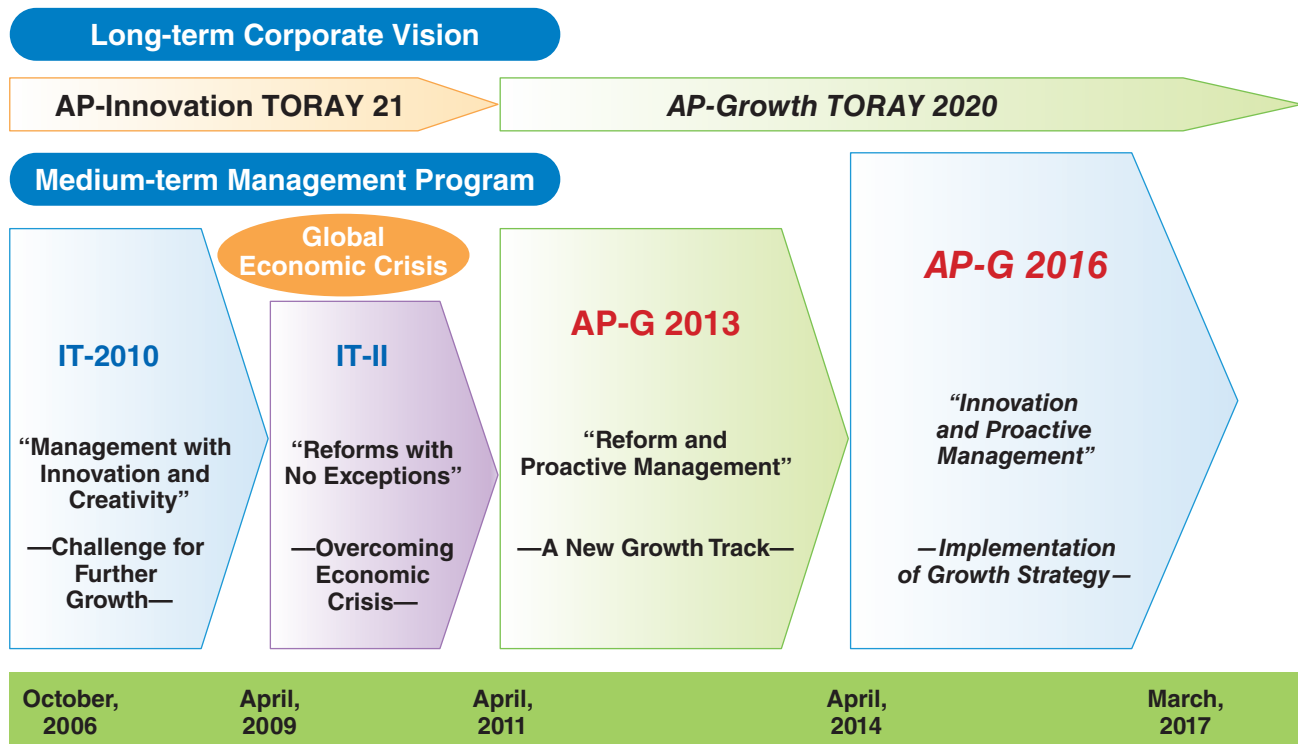 Long-term Corporate Vision
AP-Innovation TORAY 21
AP-Growth TORAY 2020
Medium-term Management Program
Global
Economic Crisis
IT-2010
“Management with
Innovation and
Creativity”
—Challenge for
Further
Growth—
IT-II
“Reforms with
No Exceptions”
—Overcoming
Economic
Crisis—
AP-G 2013
“Reform and
Proactive Management”
—A New Growth Track—
AP-G 2016
“Innovation
and Proactive
Management”
—Implementation
of Growth Strategy—
October,
2006
April,
2009
April,
2011
April,
2014
March,
2017